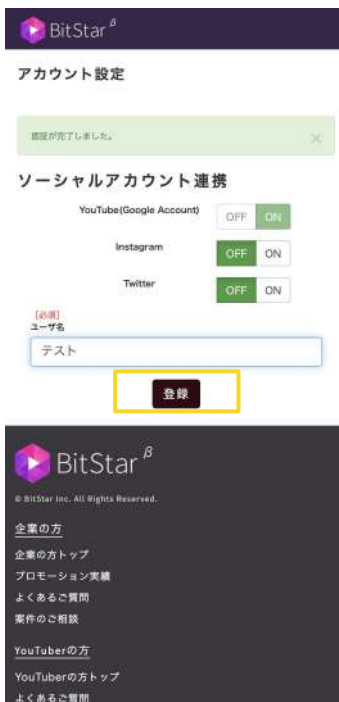 BitStar β
アカウント設定
認証が完了しました。 ×
ソーシャルアカウント連携
YouTube(Google Account) OFF ON
Instagram OFF ON
Twitter OFF ON
[必須]
ユーザ名
テスト
登録
BitStar β
© BitStar Inc. All Rights Reserved.
企業の方
企業の方トップ
プロモーション実績
よくあるご質問
案件のご相談
YouTuberの方
YouTuberの方トップ
よくあるご質問